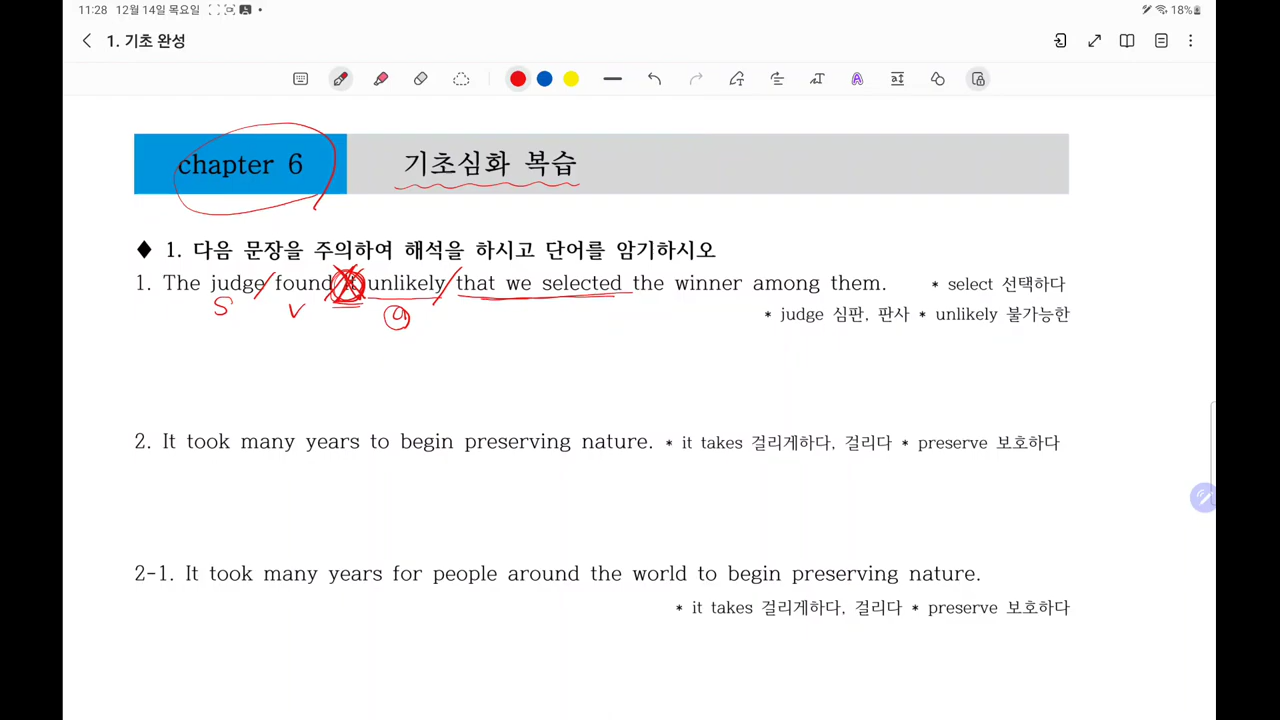 11:28 12월 14일 목요일 18%
1. 기초 완성
chapter 6 기초심화 복습
◆ 1. 다음 문장을 주의하여 해석을 하시고 단어를 암기하시오
1. The judge found it unlikely that we selected the winner among them. * select 선택하다
S V a
* judge 심판, 판사 * unlikely 불가능한
2. It took many years to begin preserving nature. * it takes 걸리게하다, 걸리다 * preserve 보호하다
2-1. It took many years for people around the world to begin preserving nature.
* it takes 걸리게하다, 걸리다 * preserve 보호하다